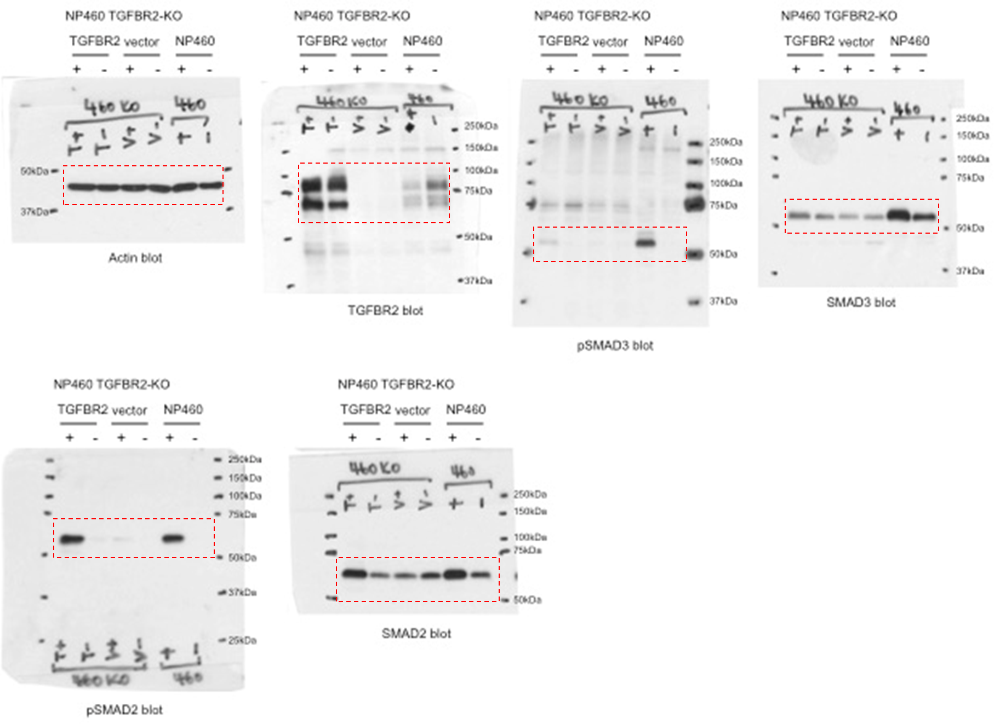 NP460 TGFBR2-KO
TGFBR2 vector NP460
+ - + - + -
460 KO 460
T+ T- V+ V- + -
50kDa
37kDa
Actin blot
NP460 TGFBR2-KO
TGFBR2 vector NP460
+ - + - + -
460 KO 460
T+ T- V+ V- + -
250kDa
150kDa
100kDa
75kDa
50kDa
37kDa
TGFBR2 blot
NP460 TGFBR2-KO
TGFBR2 vector NP460
+ - + - + -
460 KO 460
T+ T- V+ V- + -
250kDa
150kDa
100kDa
75kDa
50kDa
37kDa
pSMAD3 blot
NP460 TGFBR2-KO
TGFBR2 vector NP460
+ - + - + -
460 KO 460
T+ T- V+ V- + -
250kDa
150kDa
100kDa
75kDa
50kDa
37kDa
SMAD3 blot
NP460 TGFBR2-KO
TGFBR2 vector NP460
+ - + - + -
250kDa
150kDa
100kDa
75kDa
50kDa
37kDa
25kDa
T+ T- V+ V- + -
460 KO 460
pSMAD2 blot
NP460 TGFBR2-KO
TGFBR2 vector NP460
+ - + - + -
460 KO 460
T+ T- V+ V- + -
250kDa
150kDa
100kDa
75kDa
50kDa
SMAD2 blot